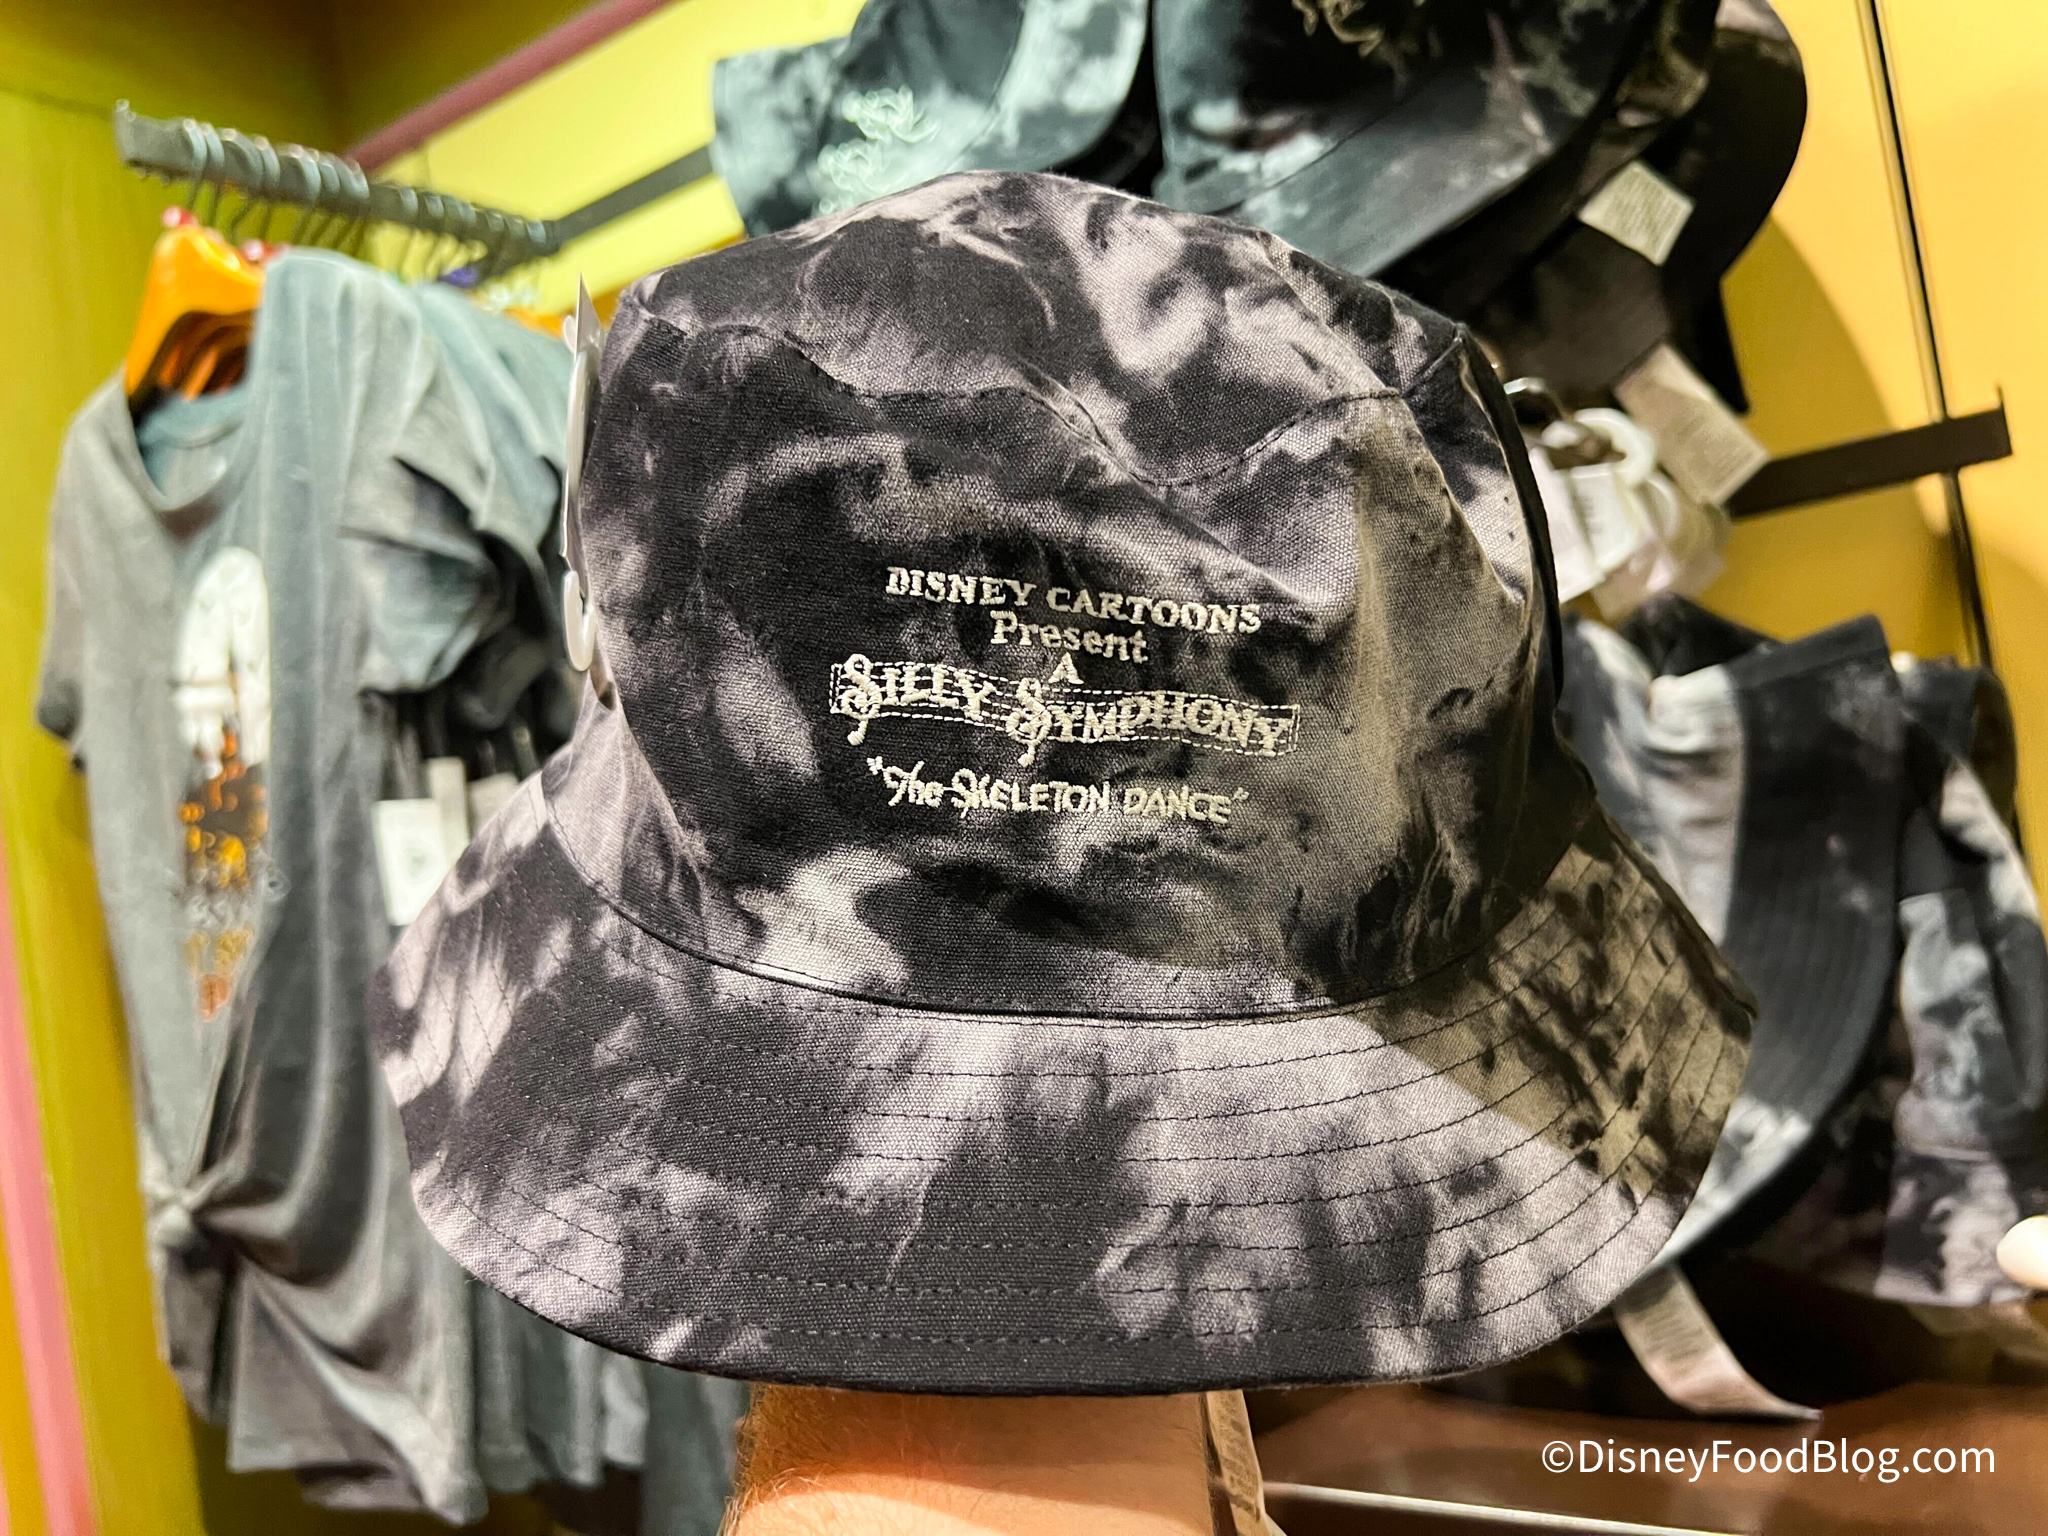 DISNEY CARTOONS
Present
A
SILLY SYMPHONY
"The SKELETON DANCE"
©DisneyFoodBlog.com